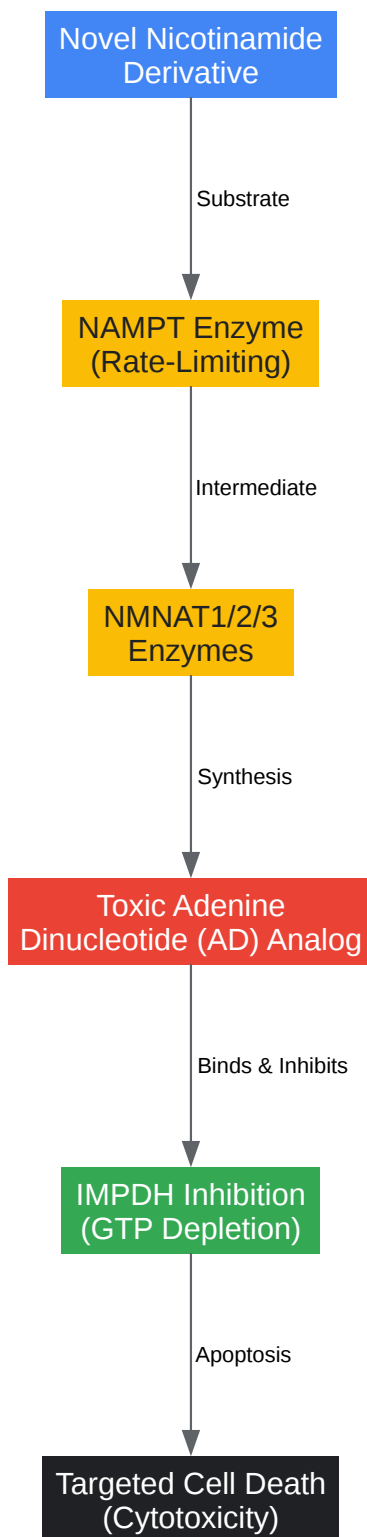 Novel Nicotinamide
Derivative
Substrate
NAMPT Enzyme
(Rate-Limiting)
Intermediate
NMNAT1/2/3
Enzymes
Synthesis
Toxic Adenine
Dinucleotide (AD) Analog
Binds & Inhibits
IMPDH Inhibition
(GTP Depletion)
Apoptosis
Targeted Cell Death
(Cytotoxicity)